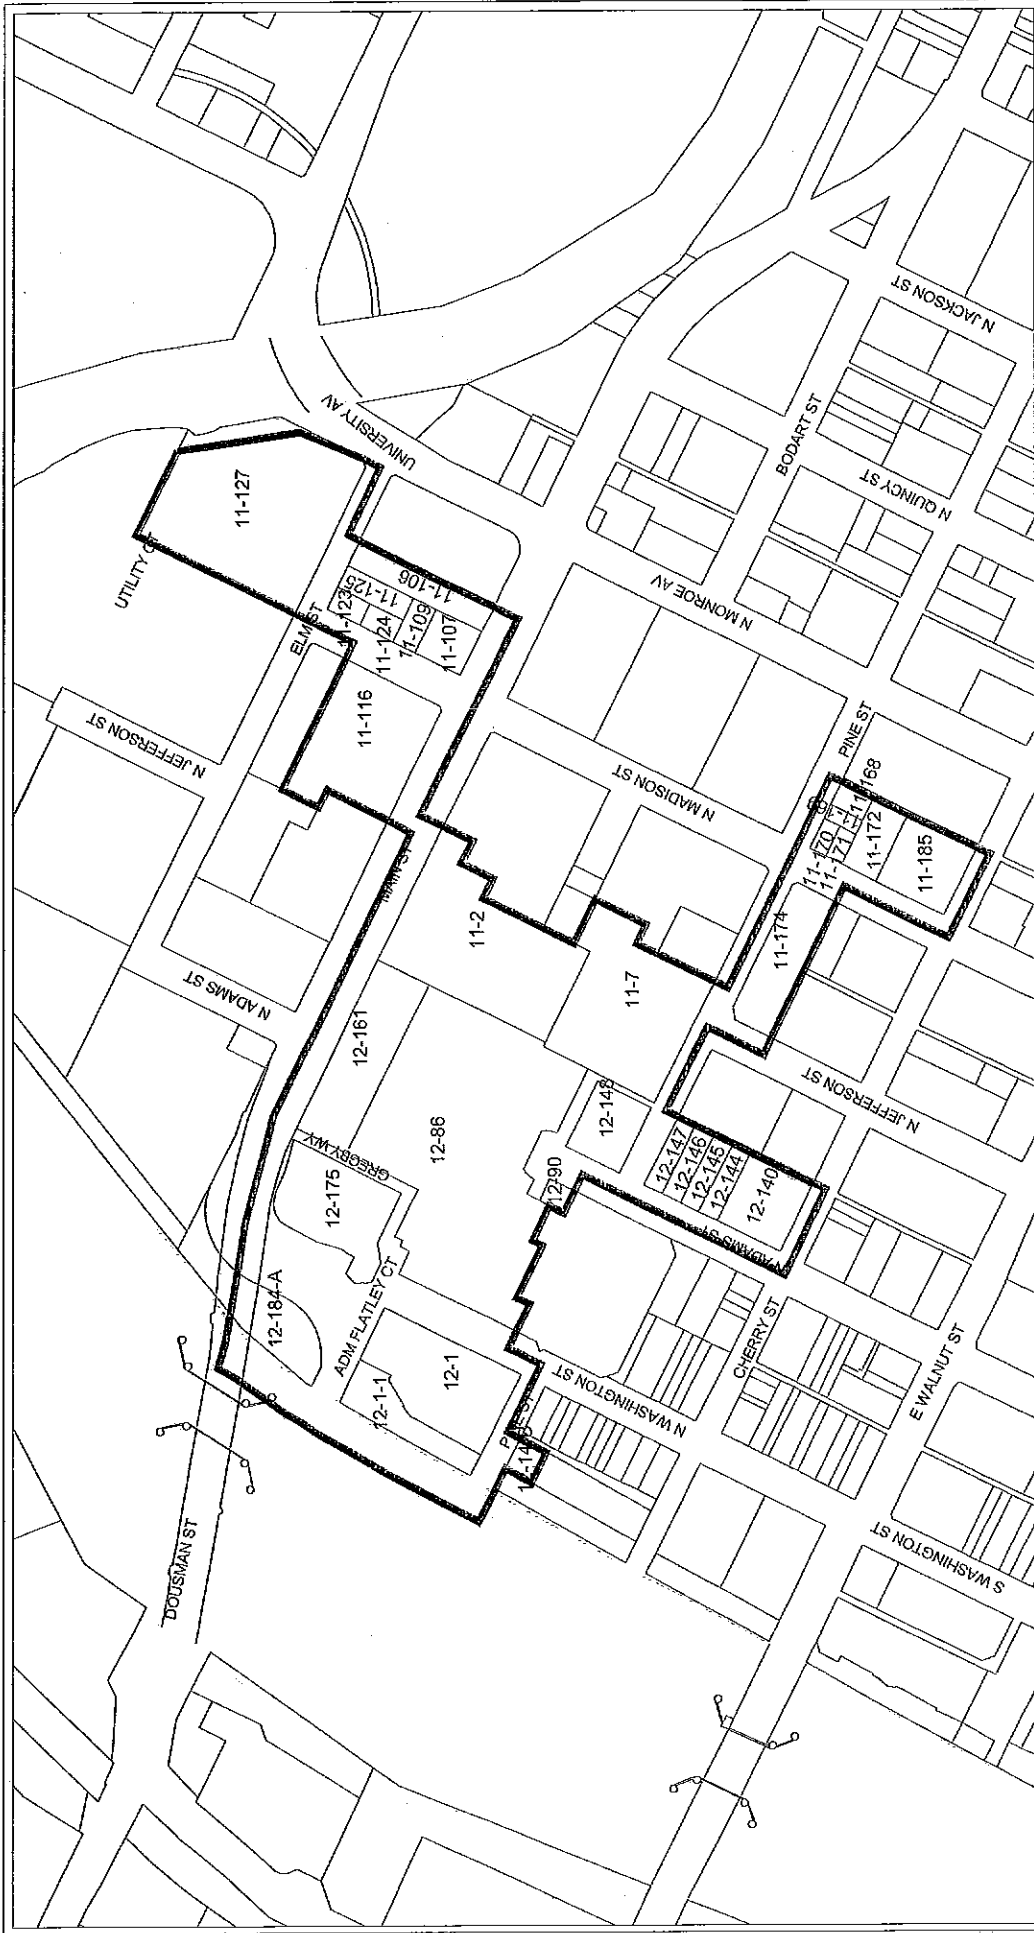 UTILITY
11-127
UNIVERSITY AV
ELM ST
11-123
11-125
11-106
11-124
11-109
11-107
11-116
N JEFFERSON ST
MAIN ST
N ADAMS ST
11-2
12-161
11-7
12-86
GREGBY WY
12-175
12-148
12-90
12-184-A
ADM FLATLEY CT
12-1
12-1-1
DOUSMAN ST
N WASHINGTON ST
12-147
12-146
12-145
12-144
12-140
N ADAMS ST
CHERRY ST
E WALNUT ST
S WASHINGTON ST
N JEFFERSON ST
11-174
11-170
11-171
11-172
11-185
PINE ST
N MADISON ST
N MONROE AV
BODART ST
N QUINCY ST
N JACKSON ST